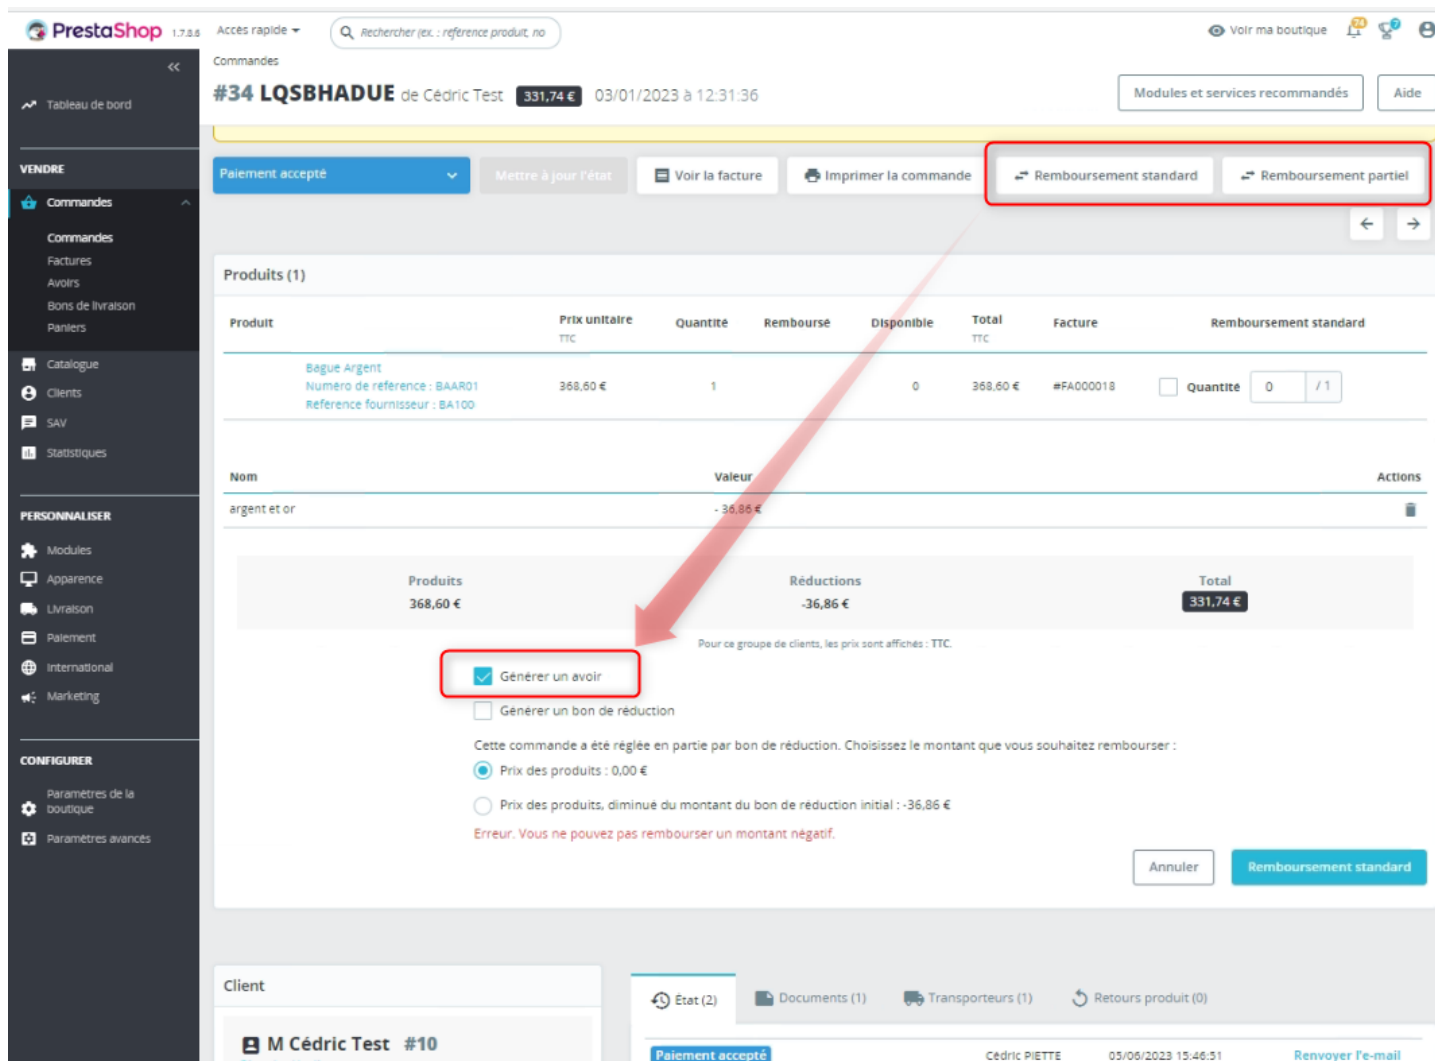 PrestaShop 1.7.8.8
Accès rapide
Rechercher (ex. : référence produit, no
Voir ma boutique
74
7
Commandes
#34 LQSBHADUE de Cédric Test 331,74 € 03/01/2023 à 12:31:36
Modules et services recommandés
Aide
Tableau de bord
VENDRE
Commandes
Commandes
Factures
Avoirs
Bons de livraison
Paniers
Catalogue
Clients
SAV
Statistiques
PERSONNALISER
Modules
Apparence
Livraison
Paiement
International
Marketing
CONFIGURER
Paramètres de la
boutique
Paramètres avancés
Paiement accepté
Mettre à jour l'état
Voir la facture
Imprimer la commande
Remboursement standard
Remboursement partiel
Produits (1)
Produit
Prix unitaire
TTC
Quantité
Remboursé
Disponible
Total
TTC
Facture
Remboursement standard
Bague Argent
Numéro de référence : BAAR01
Référence fournisseur : BA100
368,60 €
1
0
368,60 €
#FA000018
Quantité 0 / 1
Nom
Valeur
Actions
argent et or
- 36,86 €
Produits
368,60 €
Réductions
-36,86 €
Total
331,74 €
Pour ce groupe de clients, les prix sont affichés : TTC.
Générer un avoir
Générer un bon de réduction
Cette commande a été réglée en partie par bon de réduction. Choisissez le montant que vous souhaitez rembourser :
Prix des produits : 0,00 €
Prix des produits, diminué du montant du bon de réduction initial : -36,86 €
Erreur. Vous ne pouvez pas rembourser un montant négatif.
Annuler
Remboursement standard
Client
M Cédric Test #10
État (2)
Documents (1)
Transporteurs (1)
Retours produit (0)
Paiement accepté
Cédric PIETTE
05/06/2023 15:46:51
Renvoyer l'e-mail